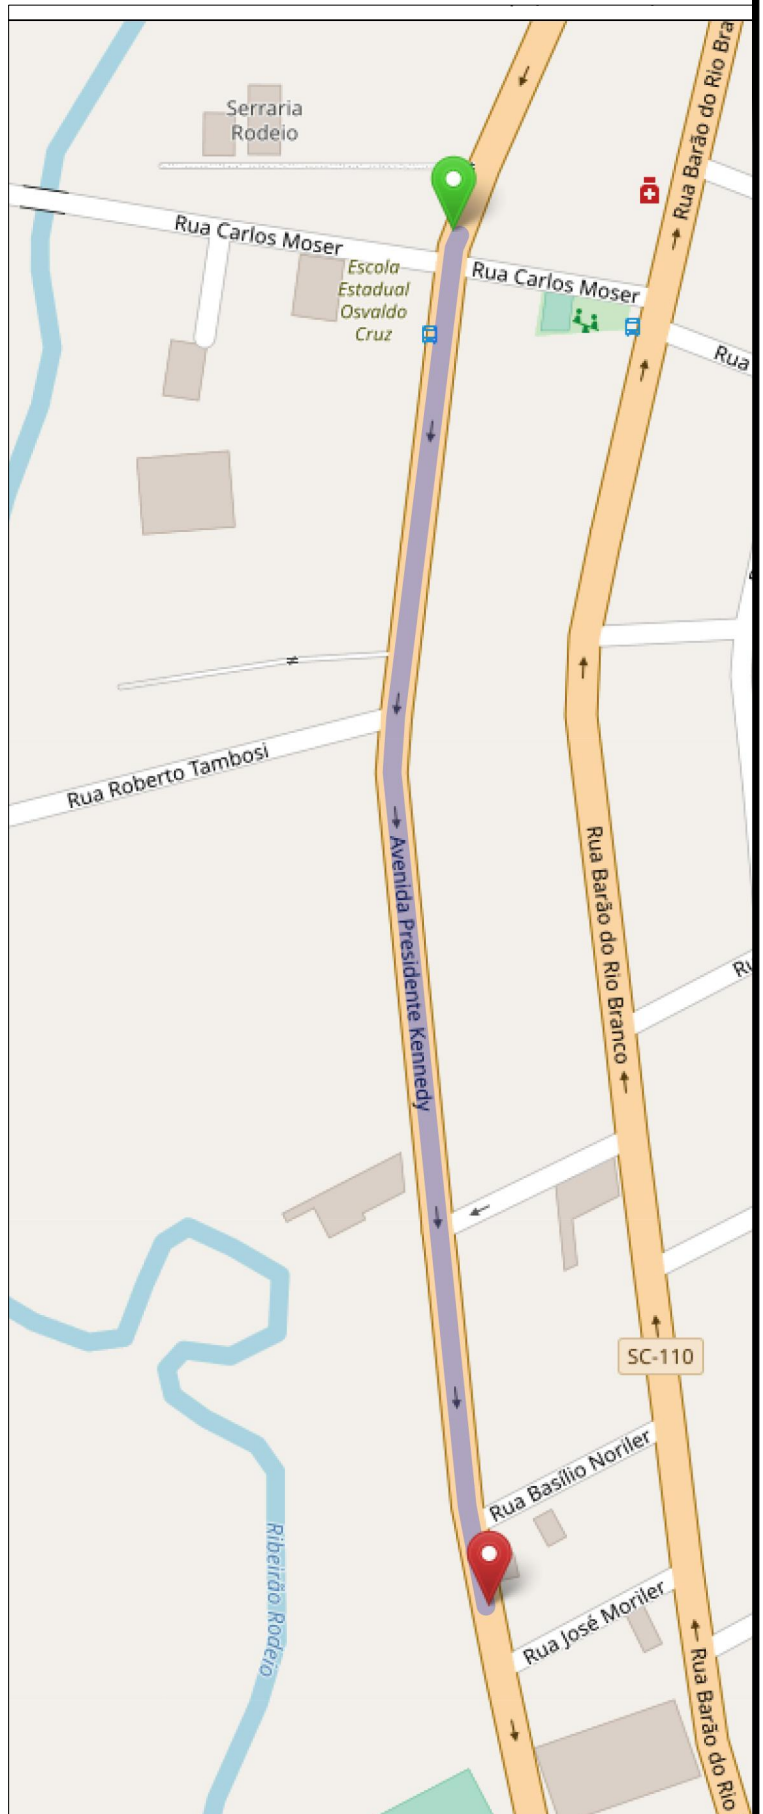 Rua Barão do Rio Bra
Serraria
Rodeio
Rua Carlos Moser
Rua Carlos Moser
Escola
Estadual
Osvaldo
Cruz
Rua
Rua Roberto Tambosi
Avenida Presidente Kennedy
Rua Barão do Rio Branco
Ru
SC-110
Rua Basílio Noriler
Ribeirão Rodeio
Rua José Moriler
Rua Barão do Rio